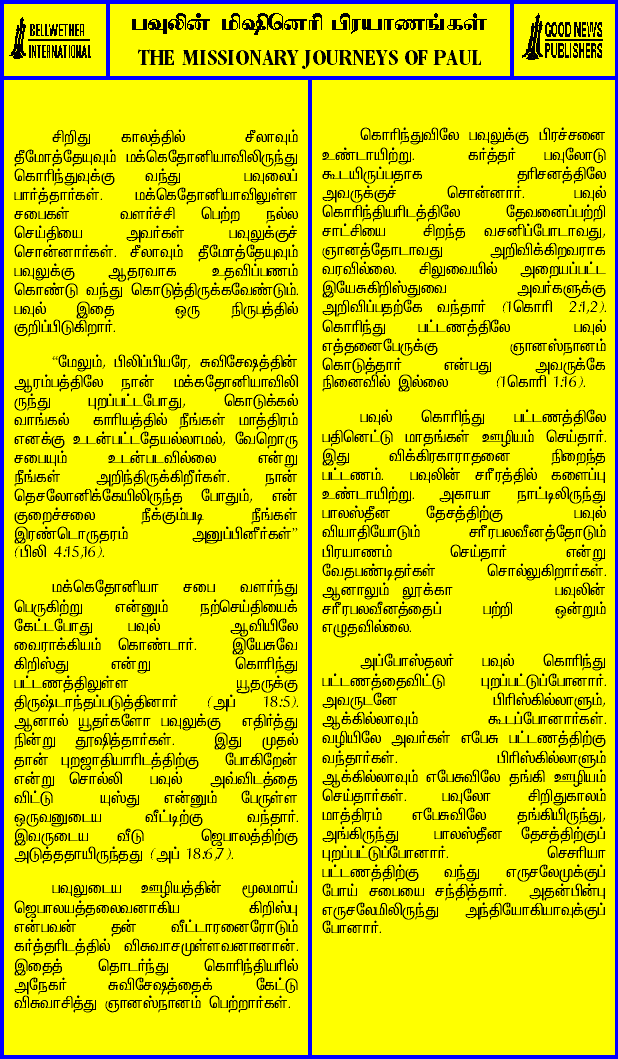 BELLWETHER
INTERNATIONAL
பவுலின் மிஷினெரி பிரயாணங்கள்
THE MISSIONARY JOURNEYS OF PAUL
GOOD NEWS
PUBLISHERS
சிறிது காலத்தில் சீலாவும்
தீமோத்தேயுவும் மக்கெதோனியாவிலிருந்து
கொரிந்துவுக்கு வந்து பவுலைப்
பார்த்தார்கள். மக்கெதோனியாவிலுள்ள
சபைகள் வளர்ச்சி பெற்ற நல்ல
செய்தியை அவர்கள் பவுலுக்குச்
சொன்னார்கள். சீலாவும் தீமோத்தேயுவும்
பவுலுக்கு ஆதரவாக உதவிப்பணம்
கொண்டு வந்து கொடுத்திருக்கவேண்டும்.
பவுல் இதை ஒரு நிருபத்தில்
குறிப்பிடுகிறார்.
“மேலும், பிலிப்பியரே, சுவிசேஷத்தின்
ஆரம்பத்திலே நான் மக்கதோனியாவிலி
ருந்து புறப்பட்டபோது, கொடுக்கல்
வாங்கல் காரியத்தில் நீங்கள் மாத்திரம்
எனக்கு உடன்பட்டதேயல்லாமல், வேறொரு
சபையும் உடன்படவில்லை என்று
நீங்கள் அறிந்திருக்கிறீர்கள். நான்
தெசலோனிக்கேயிலிருந்த போதும், என்
குறைச்சலை நீக்கும்படி நீங்கள்
இரண்டொருதரம் அனுப்பினீர்கள்”
(பிலி 4:15,16).
மக்கெதோனியா சபை வளர்ந்து
பெருகிற்று என்னும் நற்செய்தியைக்
கேட்டபோது பவுல் ஆவியிலே
வைராக்கியம் கொண்டார். இயேசுவே
கிறிஸ்து என்று கொரிந்து
பட்டணத்திலுள்ள யூதருக்கு
திருஷ்டாந்தப்படுத்தினார் (அப் 18:5).
ஆனால் யூதர்களோ பவுலுக்கு எதிர்த்து
நின்று தூஷித்தார்கள். இது முதல்
தான் புறஜாதியாரிடத்திற்கு போகிறேன்
என்று சொல்லி பவுல் அவ்விடத்தை
விட்டு யுஸ்து என்னும் பேருள்ள
ஒருவனுடைய வீட்டிற்கு வந்தார்.
இவருடைய வீடு ஜெபாலத்திற்கு
அடுத்ததாயிருந்தது (அப் 18:6,7).
பவுலுடைய ஊழியத்தின் மூலமாய்
ஜெபாலயத்தலைவனாகிய கிறிஸ்பு
என்பவன் தன் வீட்டாரனைரோடும்
கர்த்தரிடத்தில் விசுவாசமுள்ளவனானான்.
இதைத் தொடர்ந்து கொரிந்தியரில்
அநேகர் சுவிசேஷத்தைக் கேட்டு
விசுவாசித்து ஞானஸ்நானம் பெற்றார்கள்.
கொரிந்துவிலே பவுலுக்கு பிரச்சனை
உண்டாயிற்று. கர்த்தர் பவுலோடு
கூடயிருப்பதாக தரிசனத்திலே
அவருக்குச் சொன்னார். பவுல்
கொரிந்தியரிடத்திலே தேவனைப்பற்றி
சாட்சியை சிறந்த வசனிப்போடாவது,
ஞானத்தோடாவது அறிவிக்கிறவராக
வரவில்லை. சிலுவையில் அறையப்பட்ட
இயேசுகிறிஸ்துவை அவர்களுக்கு
அறிவிப்பதற்கே வந்தார் (1கொரி 2:1,2).
கொரிந்து பட்டணத்திலே பவுல்
எத்தனைபேருக்கு ஞானஸ்நானம்
கொடுத்தார் என்பது அவருக்கே
நினைவில் இல்லை (1கொரி 1:16).
பவுல் கொரிந்து பட்டணத்திலே
பதினெட்டு மாதங்கள் ஊழியம் செய்தார்.
இது விக்கிரகாராதனை நிறைந்த
பட்டணம். பவுலின் சரீரத்தில் களைப்பு
உண்டாயிற்று. அகாயா நாட்டிலிருந்து
பாலஸ்தீன தேசத்திற்கு பவுல்
வியாதியோடும் சரீரபலவீனத்தோடும்
பிரயாணம் செய்தார் என்று
வேதபண்டிதர்கள் சொல்லுகிறார்கள்.
ஆனாலும் லூக்கா பவுலின்
சரீரபலவீனத்தைப் பற்றி ஒன்றும்
எழுதவில்லை.
அப்போஸ்தலர் பவுல் கொரிந்து
பட்டணத்தைவிட்டு புறப்பட்டுப்போனார்.
அவருடனே பிரிஸ்கில்லாளும்,
ஆக்கில்லாவும் கூடப்போனார்கள்.
வழியிலே அவர்கள் எபேசு பட்டணத்திற்கு
வந்தார்கள். பிரிஸ்கில்லாளும்
ஆக்கில்லாவும் எபேசுவிலே தங்கி ஊழியம்
செய்தார்கள். பவுலோ சிறிதுகாலம்
மாத்திரம் எபேசுவிலே தங்கியிருந்து,
அங்கிருந்து பாலஸ்தீன தேசத்திற்குப்
புறப்பட்டுப்போனார். செசரியா
பட்டணத்திற்கு வந்து எருசலேமுக்குப்
போய் சபையை சந்தித்தார். அதன்பின்பு
எருசலேமிலிருந்து அந்தியோகியாவுக்குப்
போனார்.